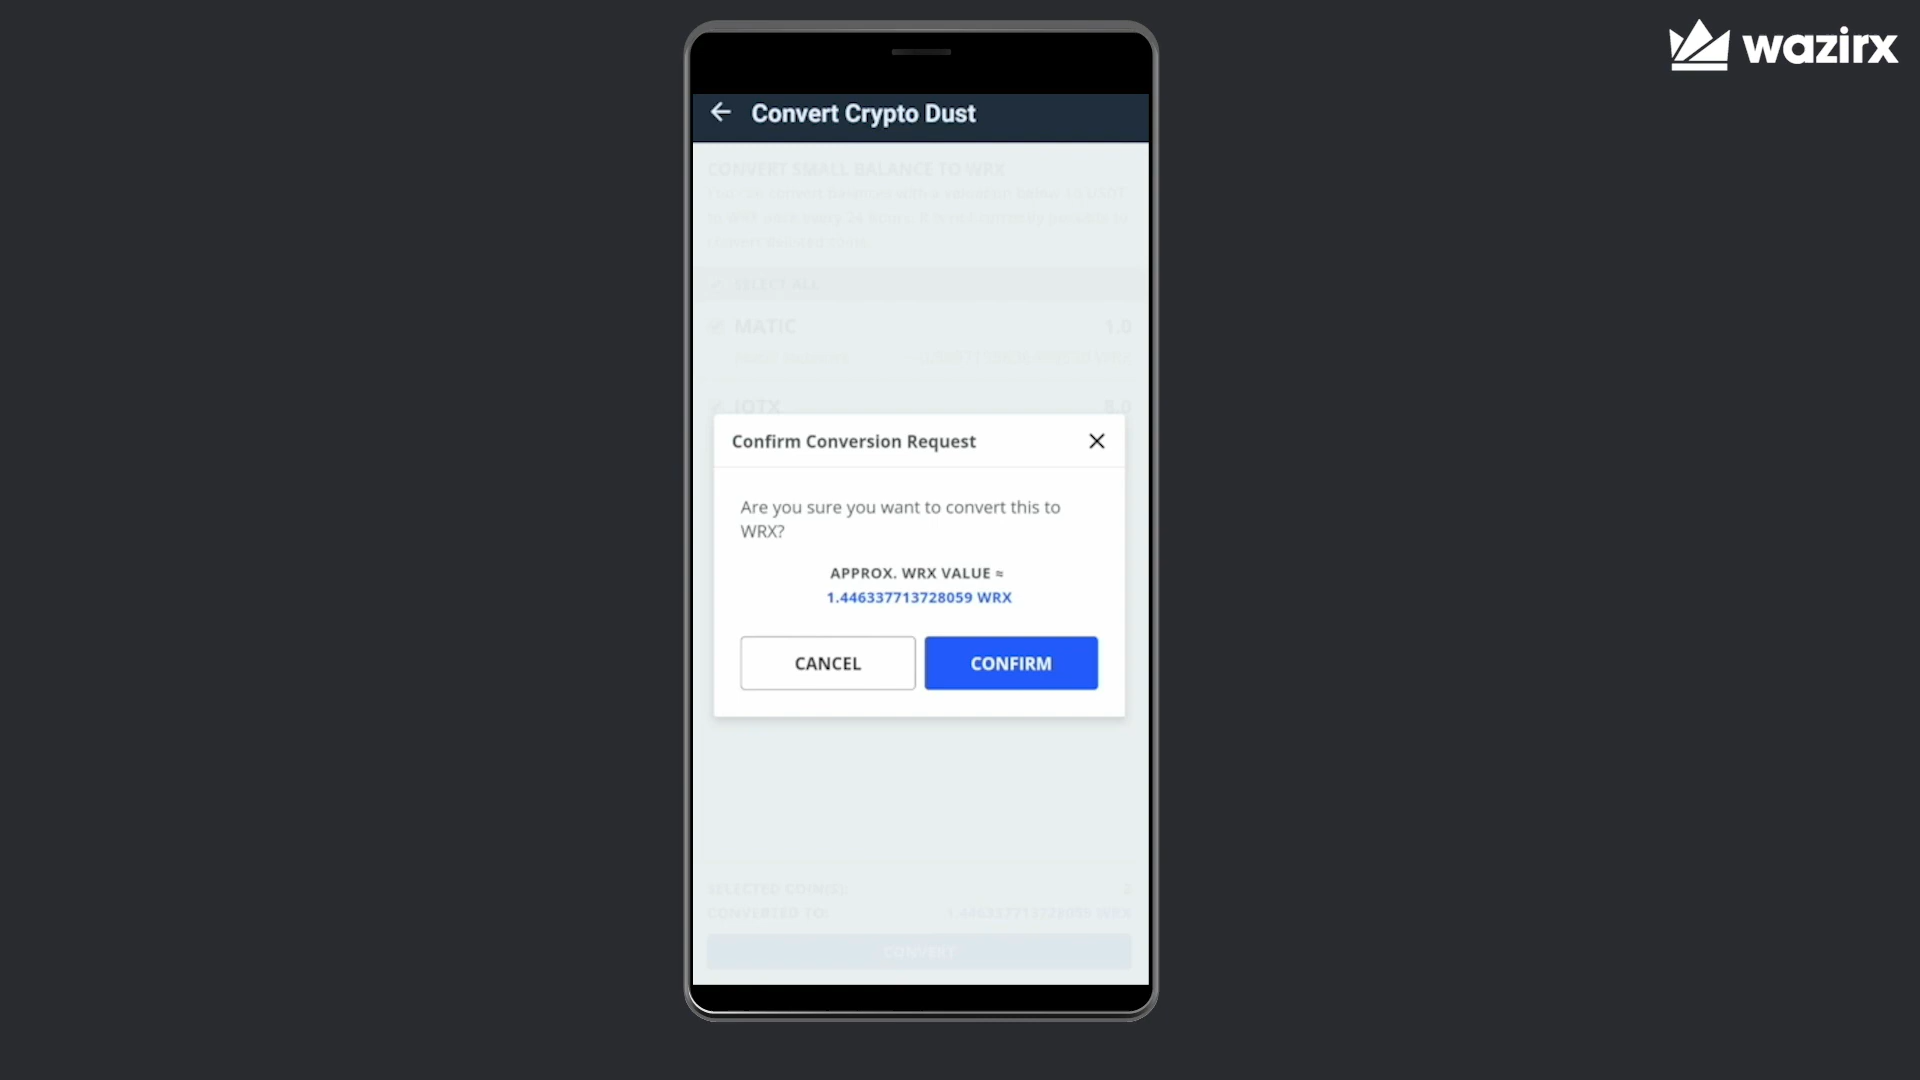 wazirx
Convert Crypto Dust
CONVERT SMALL BALANCE TO WRX
SELECT ALL
MATIC 1.0
IOTX 8.0
Confirm Conversion Request
Are you sure you want to convert this to
WRX?
APPROX. WRX VALUE ≈
1.446337713728059 WRX
CANCEL CONFIRM
SELECTED COIN(S): 2
CONVERTED TO: 1.446337713728059 WRX
CONVERT